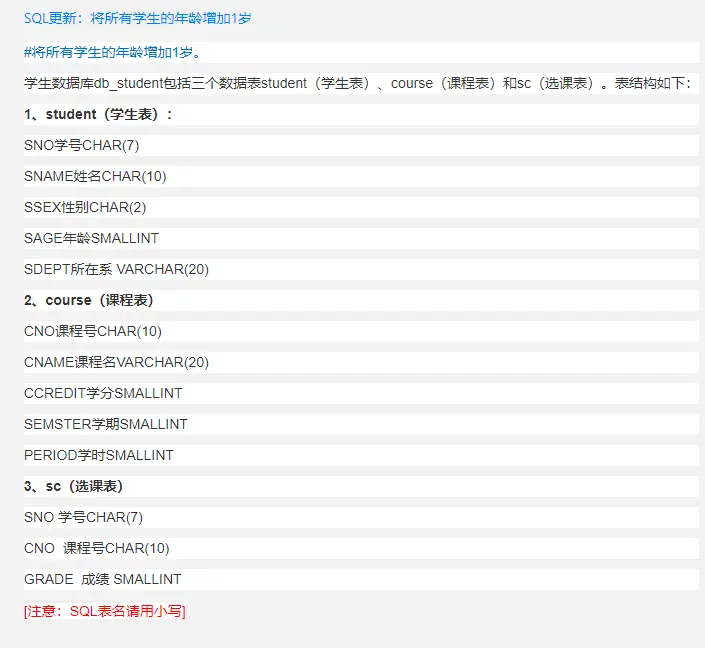 SQL更新：将所有学生的年龄增加1岁
#将所有学生的年龄增加1岁。
学生数据库db_student包括三个数据表student（学生表）、course（课程表）和sc（选课表）。表结构如下：
1、student（学生表）：
SNO学号CHAR(7)
SNAME姓名CHAR(10)
SSEX性别CHAR(2)
SAGE年龄SMALLINT
SDEPT所在系 VARCHAR(20)
2、course（课程表）
CNO课程号CHAR(10)
CNAME课程名VARCHAR(20)
CCREDIT学分SMALLINT
SEMSTER学期SMALLINT
PERIOD学时SMALLINT
3、sc（选课表）
SNO 学号CHAR(7)
CNO  课程号CHAR(10)
GRADE  成绩 SMALLINT
[注意：SQL表名请用小写]